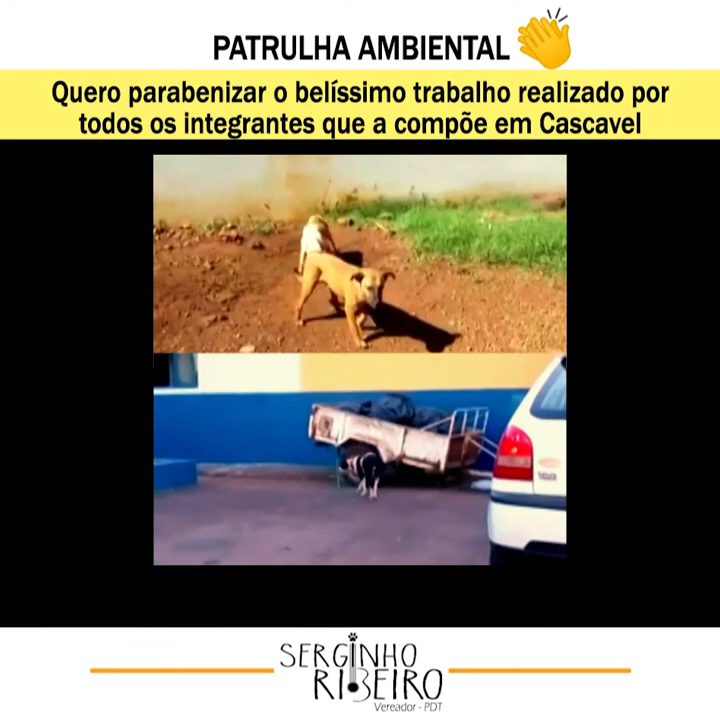 PATRULHA AMBIENTAL
Quero parabenizar o belíssimo trabalho realizado por
todos os integrantes que a compõe em Cascavel
SERGINHO
RIBEIRO
Vereador - PDT